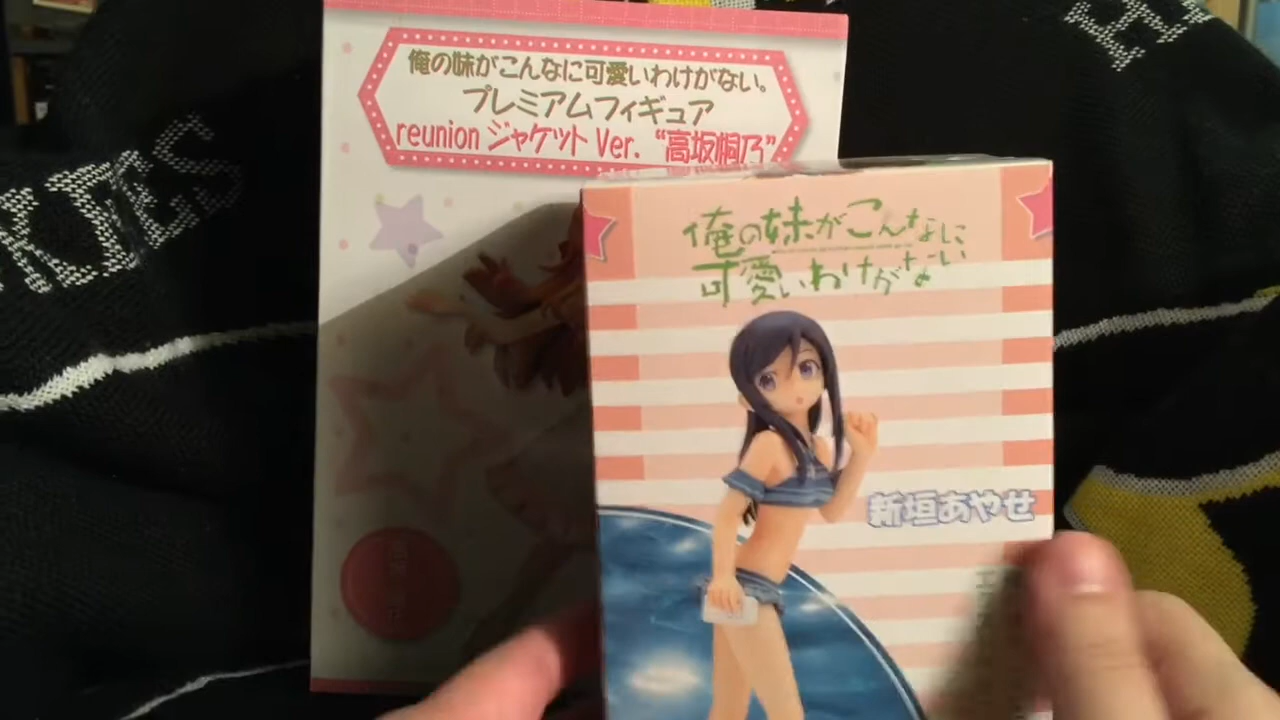 俺の妹がこんなに可愛いわけがない。
プレミアムフィギュア
reunion ジャケット Ver. “高坂桐乃”
俺の妹がこんなに
可愛いわけがない
新垣あやせ